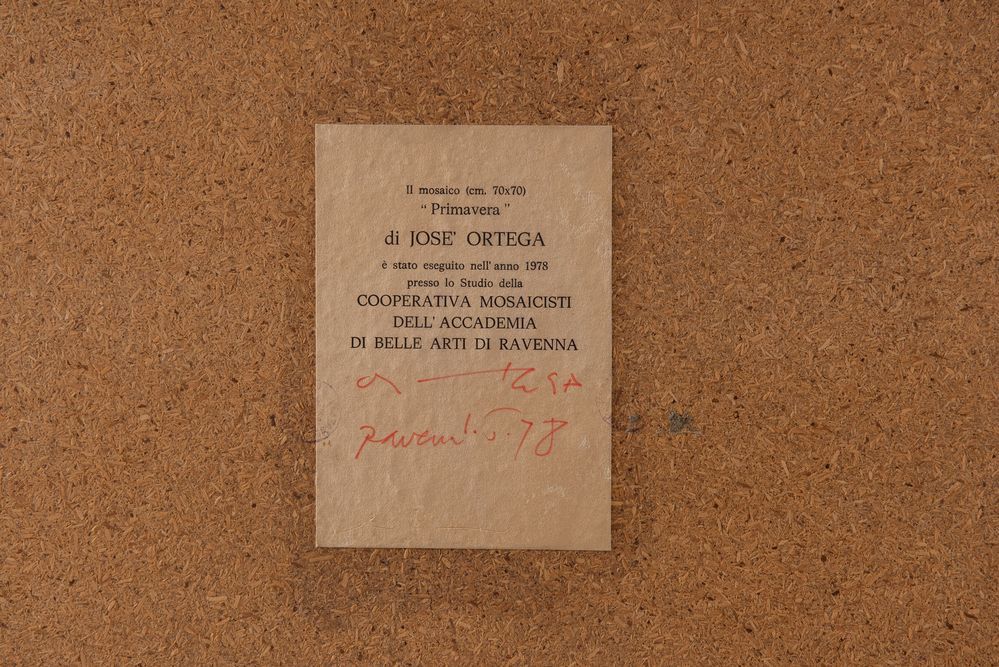 Il mosaico (cm. 70x70)
“ Primavera ”
di JOSE’ ORTEGA
è stato eseguito nell’ anno 1978
presso lo Studio della
COOPERATIVA MOSAICISTI
DELL’ ACCADEMIA
DI BELLE ARTI DI RAVENNA
78